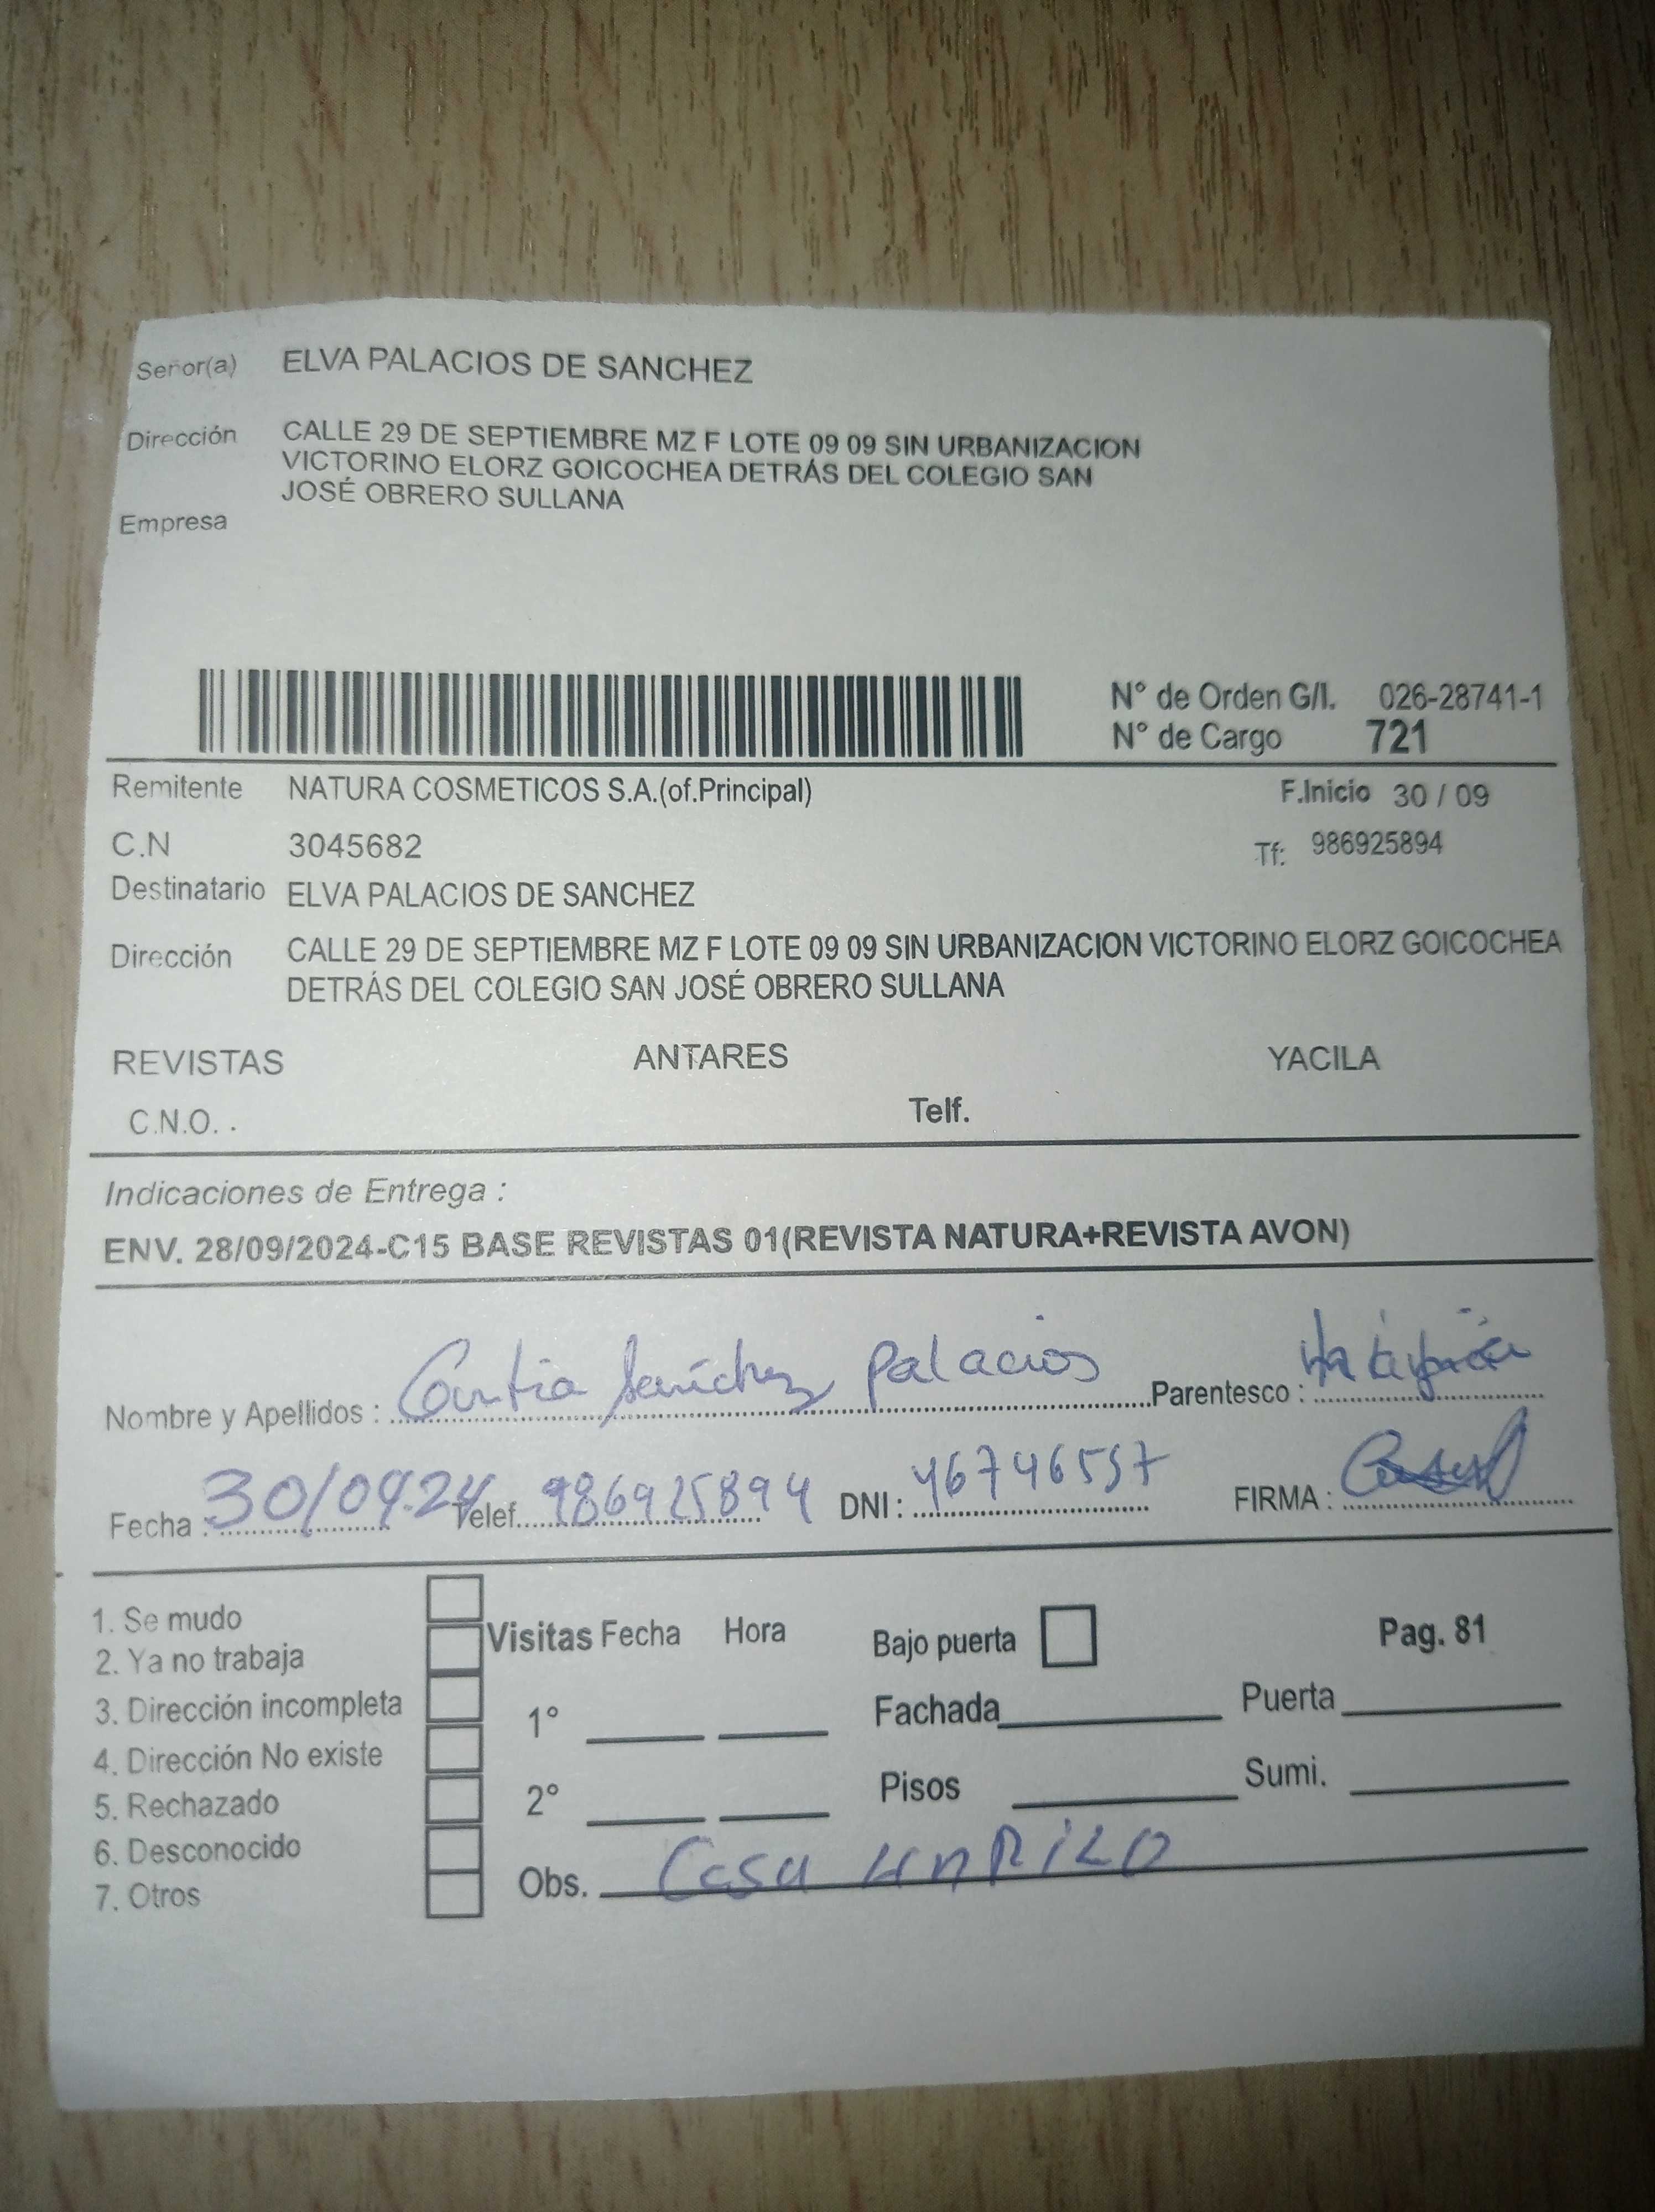 Señor(a) ELVA PALACIOS DE SANCHEZ
Dirección CALLE 29 DE SEPTIEMBRE MZ F LOTE 09 09 SIN URBANIZACION
VICTORINO ELORZ GOICOCHEA DETRÁS DEL COLEGIO SAN
JOSÉ OBRERO SULLANA
Empresa
N° de Orden G/I. 026-28741-1
N° de Cargo 721
Remitente NATURA COSMETICOS S.A.(of.Principal) F.Inicio 30 / 09
C.N 3045682 Tf: 986925894
Destinatario ELVA PALACIOS DE SANCHEZ
Dirección CALLE 29 DE SEPTIEMBRE MZ F LOTE 09 09 SIN URBANIZACION VICTORINO ELORZ GOICOCHEA
DETRÁS DEL COLEGIO SAN JOSÉ OBRERO SULLANA
REVISTAS ANTARES YACILA
C.N.O. . Telf.
Indicaciones de Entrega :
ENV. 28/09/2024-C15 BASE REVISTAS 01(REVISTA NATURA+REVISTA AVON)
Nombre y Apellidos : Sánchez Palacios Parentesco :
Fecha : 30/09.24 Telef. 986925894 DNI : 46746557 FIRMA :
1. Se mudo
2. Ya no trabaja
3. Dirección incompleta
4. Dirección No existe
5. Rechazado
6. Desconocido
7. Otros
Visitas Fecha Hora
1°
2°
Bajo puerta Pag. 81
Fachada Puerta
Pisos Sumi.
Obs. Casa